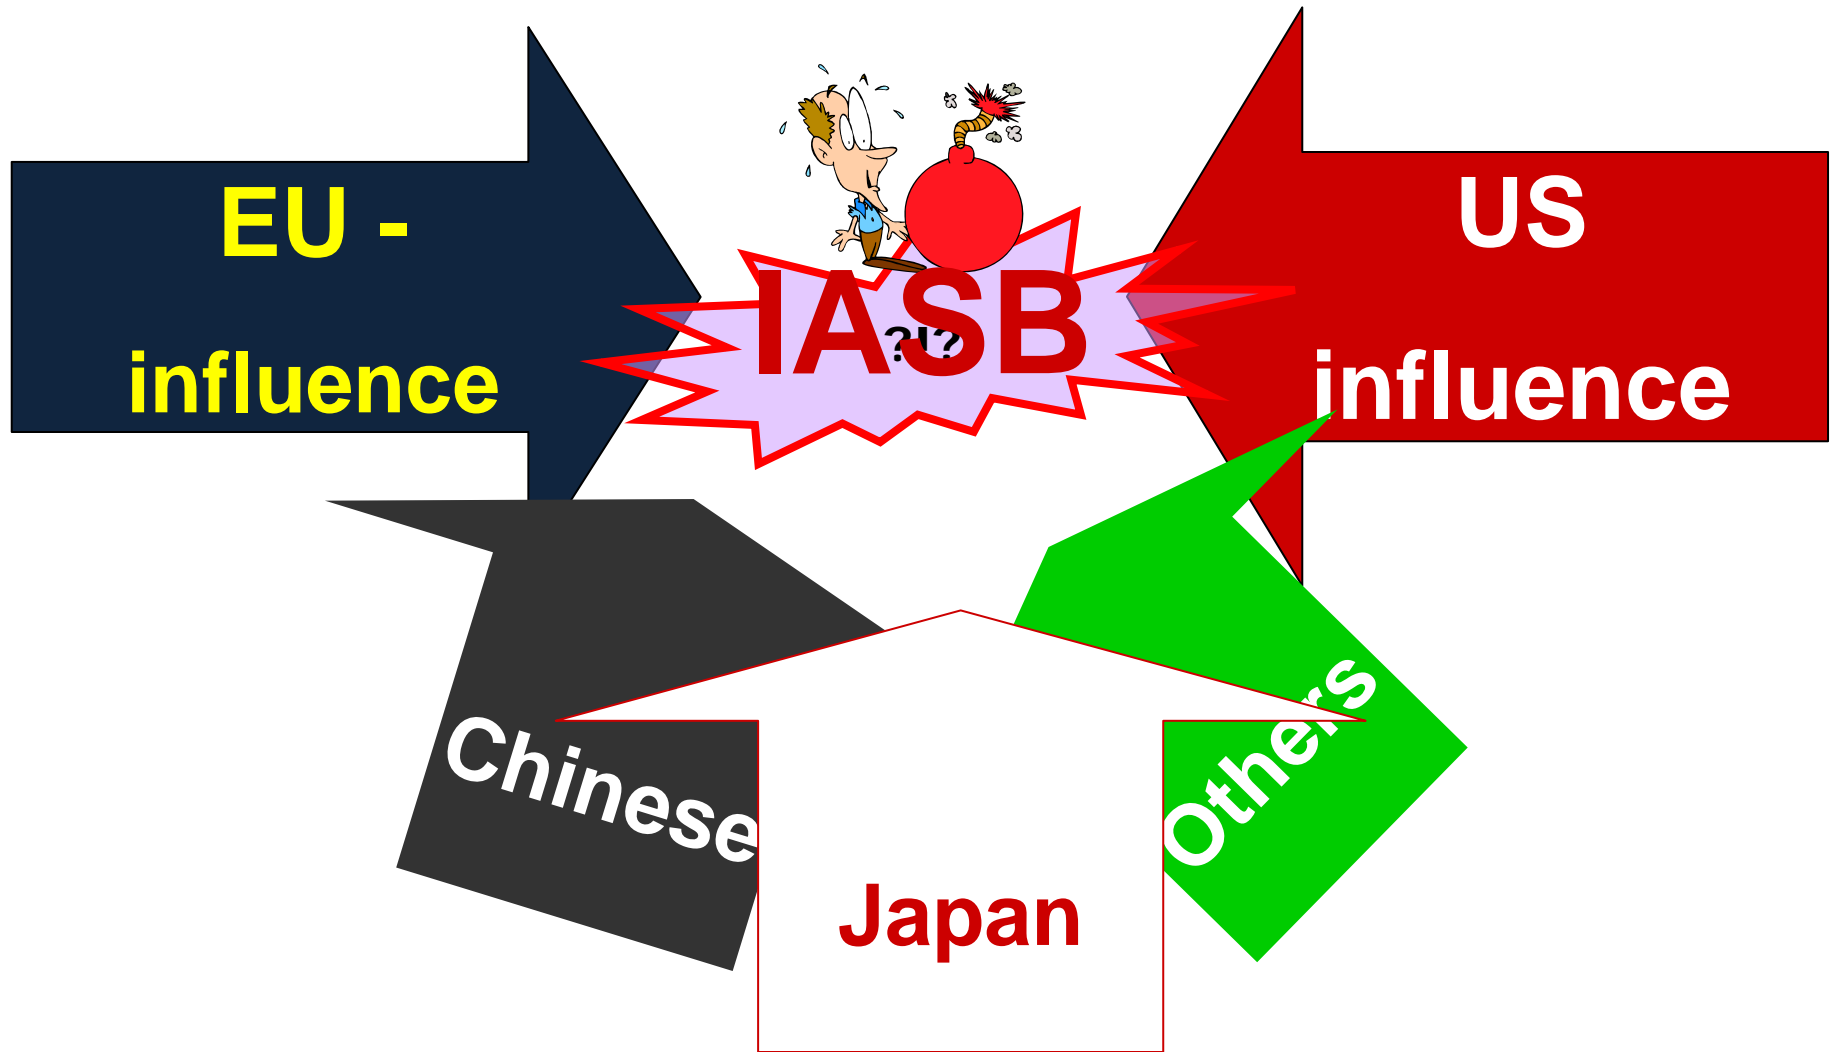 EU -
influence
US
influence
IASB
?!?
Chinese
Others
Japan